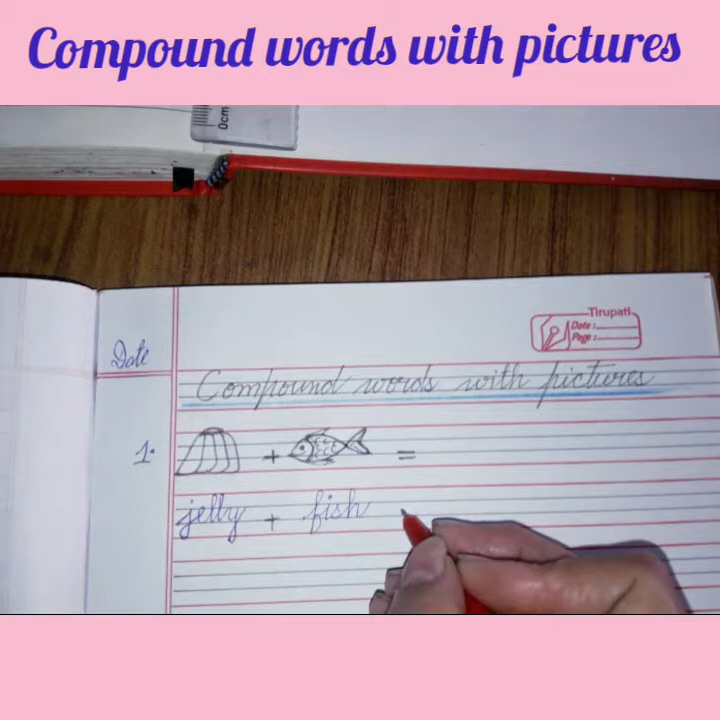 Compound words with pictures
0cm
Tirupati
Date :
Page :
Date
Compound words with pictures
1. + =
jelly + fish